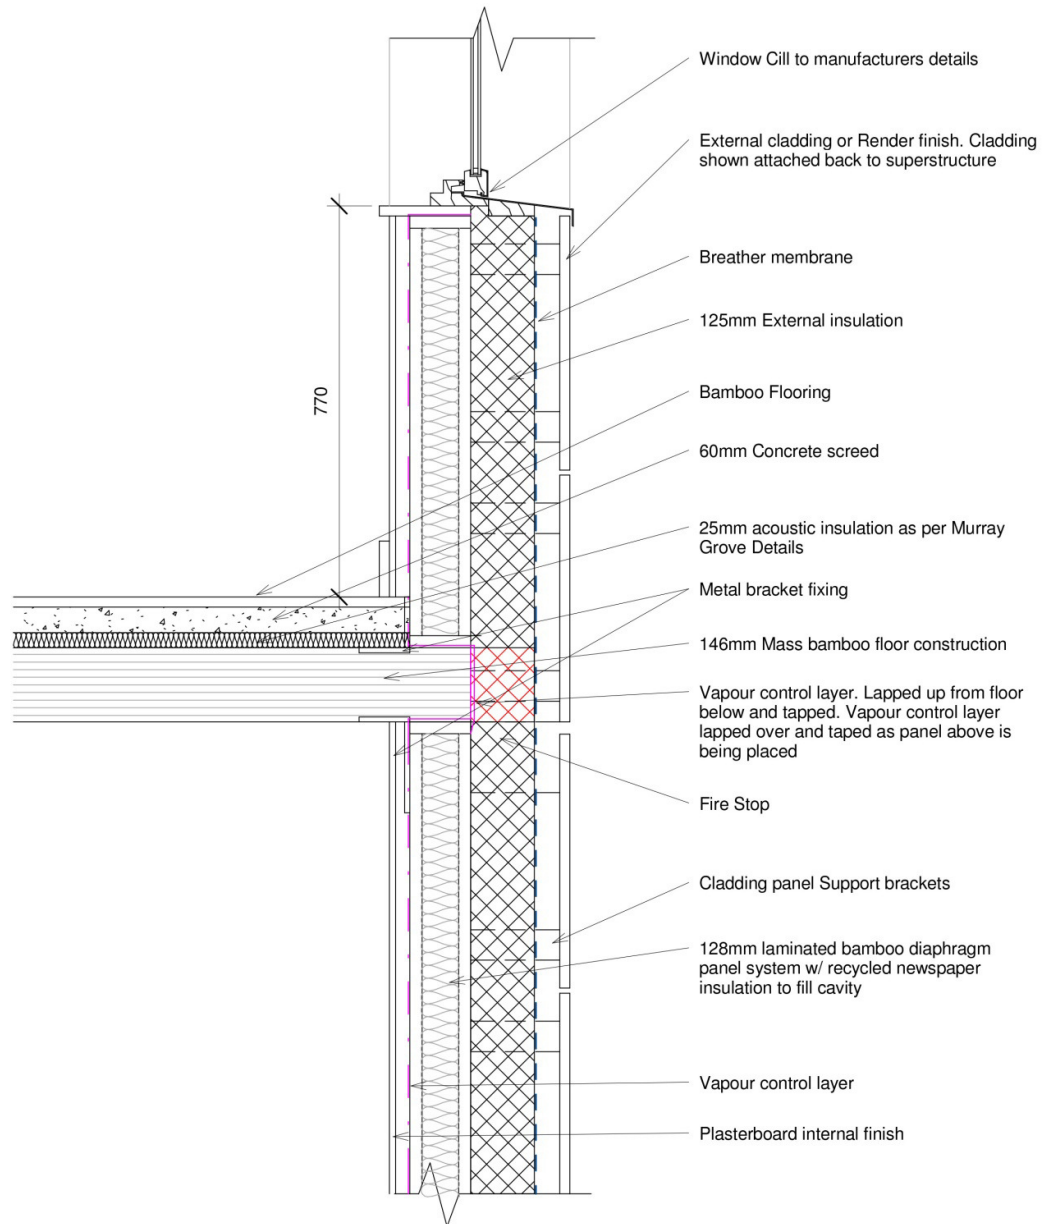 Window Cill to manufacturers details
External cladding or Render finish. Cladding
shown attached back to superstructure
Breather membrane
125mm External insulation
770
Bamboo Flooring
60mm Concrete screed
25mm acoustic insulation as per Murray
Grove Details
Metal bracket fixing
146mm Mass bamboo floor construction
Vapour control layer. Lapped up from floor
below and tapped. Vapour control layer
lapped over and taped as panel above is
being placed
Fire Stop
Cladding panel Support brackets
128mm laminated bamboo diaphragm
panel system w/ recycled newspaper
insulation to fill cavity
Vapour control layer
Plasterboard internal finish